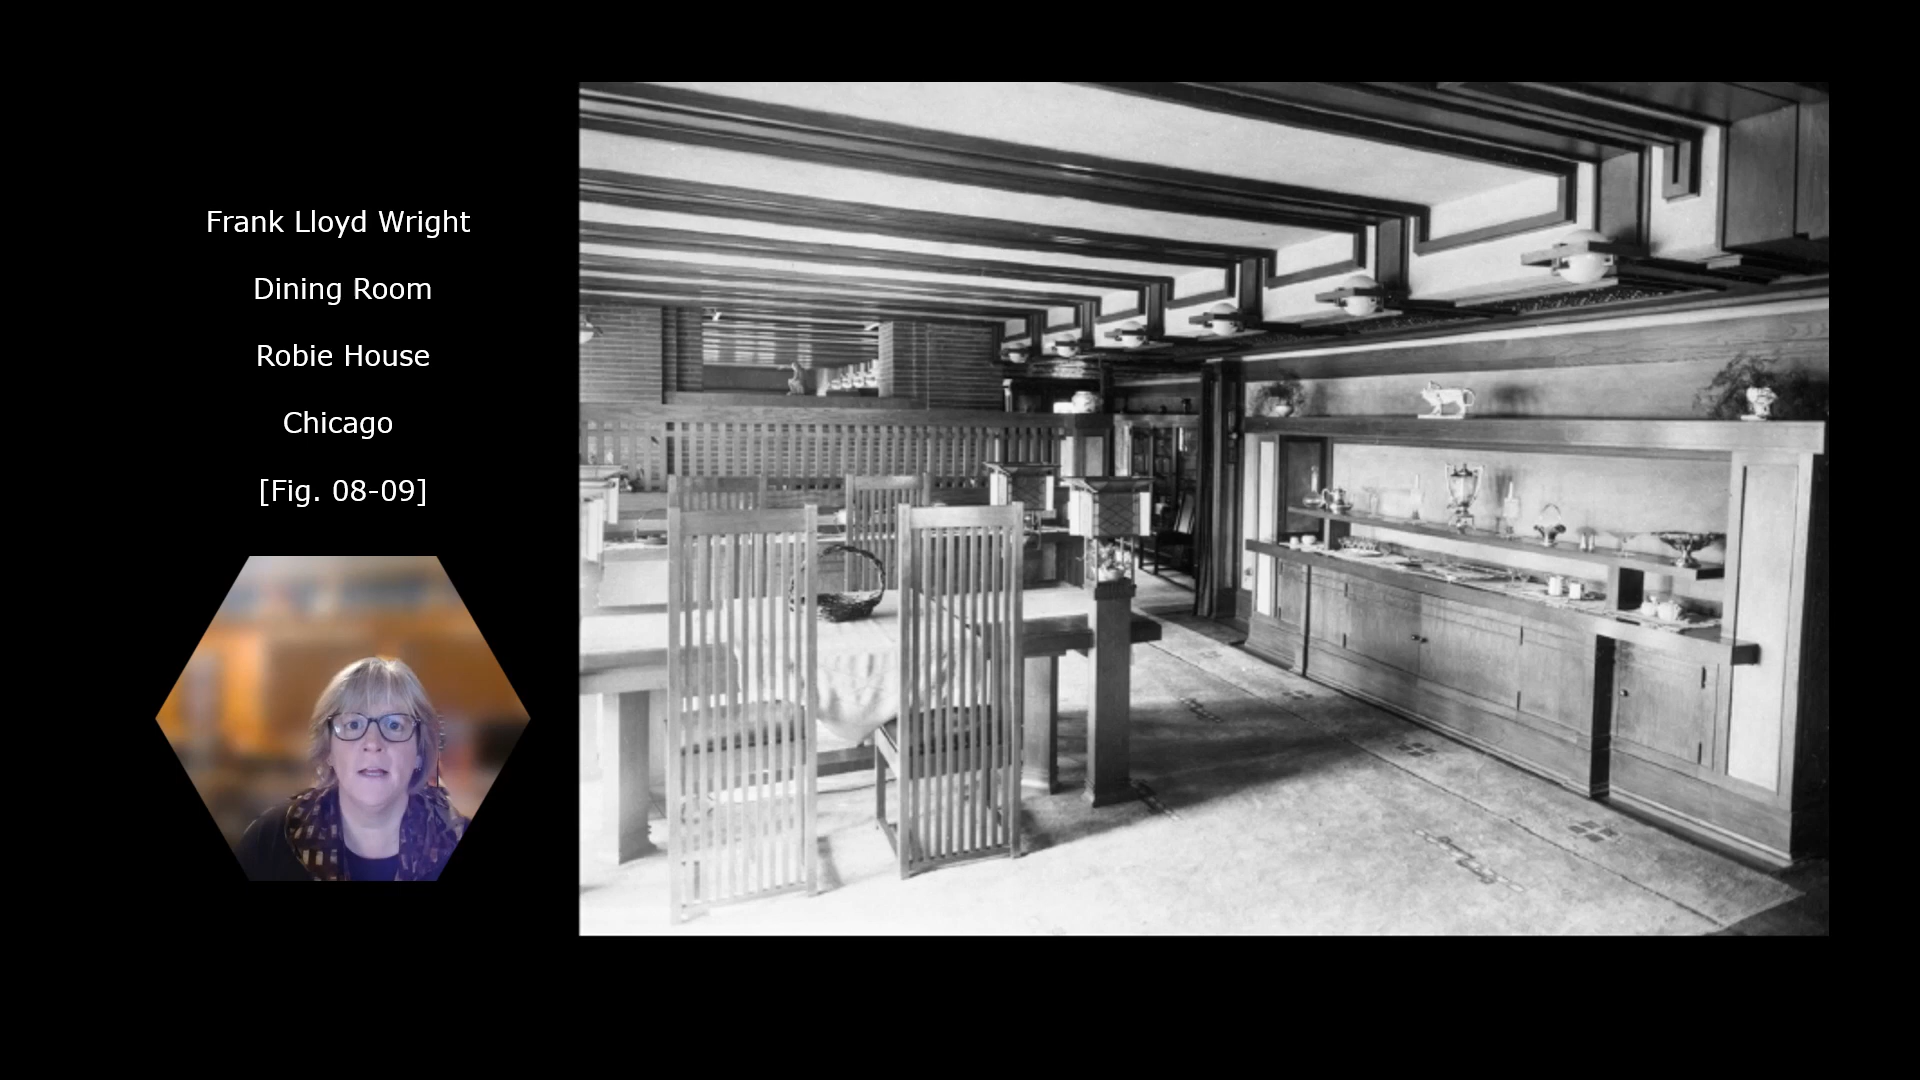 Frank Lloyd Wright
Dining Room
Robie House
Chicago
[Fig. 08-09]